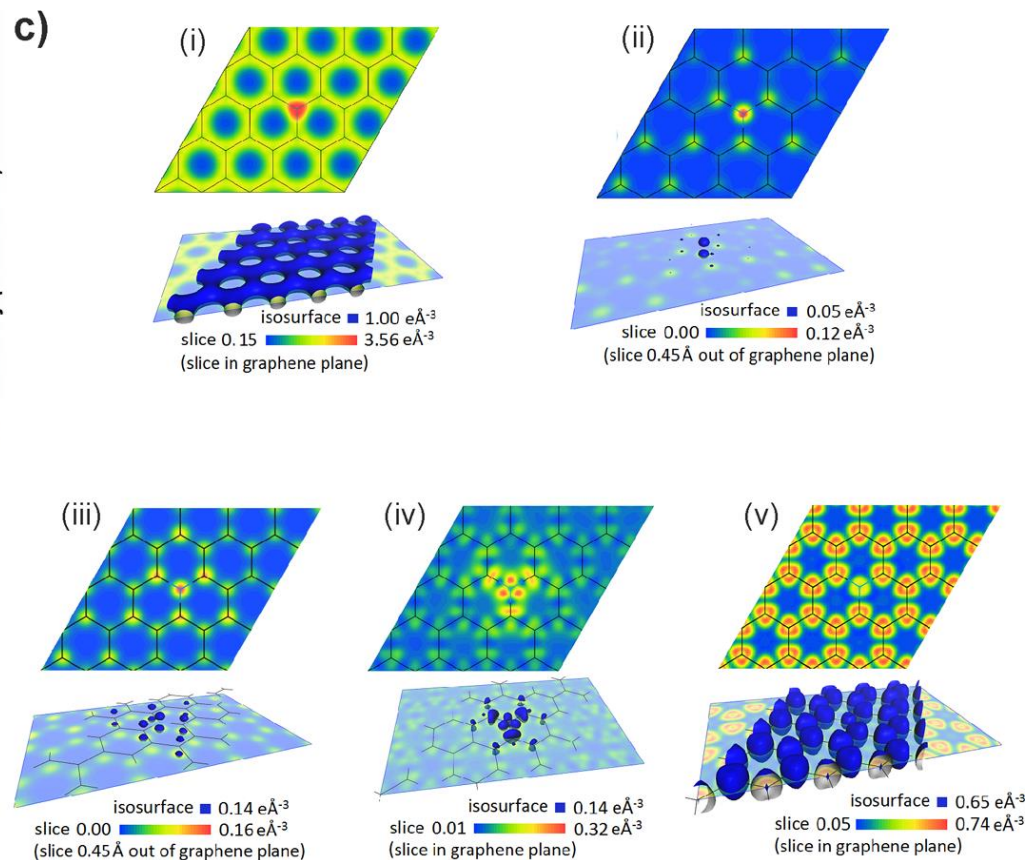 c)
(i)
(ii)
isosurface 1.00 eÅ-3
slice 0.15 3.56 eÅ-3
(slice in graphene plane)
isosurface 0.05 eÅ-3
slice 0.00 0.12 eÅ-3
(slice 0.45Å out of graphene plane)
(iii)
(iv)
(v)
isosurface 0.14 eÅ-3
slice 0.00 0.16 eÅ-3
(slice 0.45Å out of graphene plane)
isosurface 0.14 eÅ-3
slice 0.01 0.32 eÅ-3
(slice in graphene plane)
isosurface 0.65 eÅ-3
slice 0.05 0.74 eÅ-3
(slice in graphene plane)